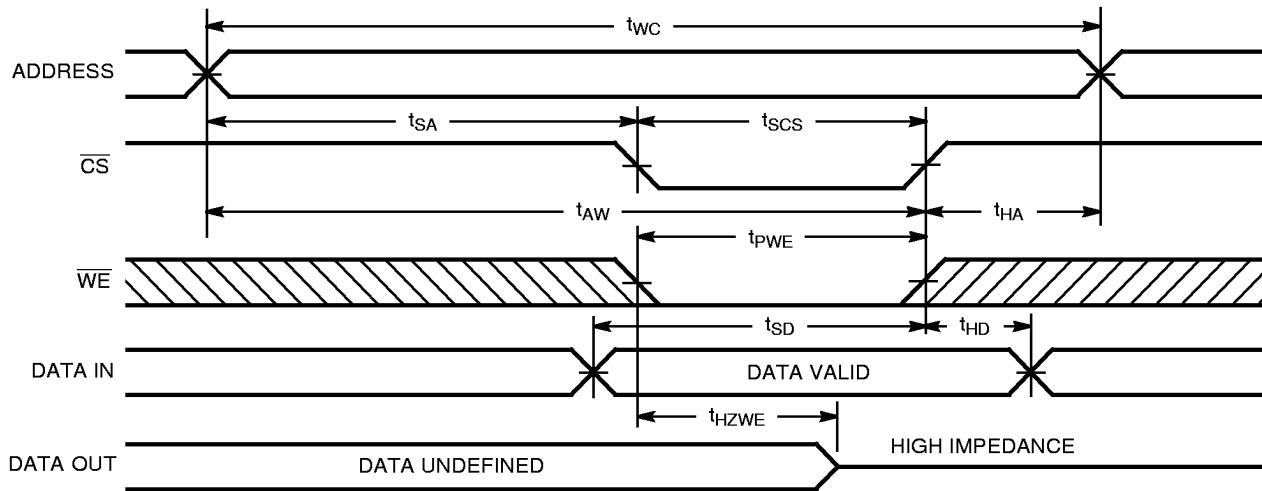 tWC
ADDRESS
tSA tSCS
CS
tAW tHA
tPWE
WE
tSD tHD
DATA IN DATA VALID
tHZWE
HIGH IMPEDANCE
DATA OUT DATA UNDEFINED